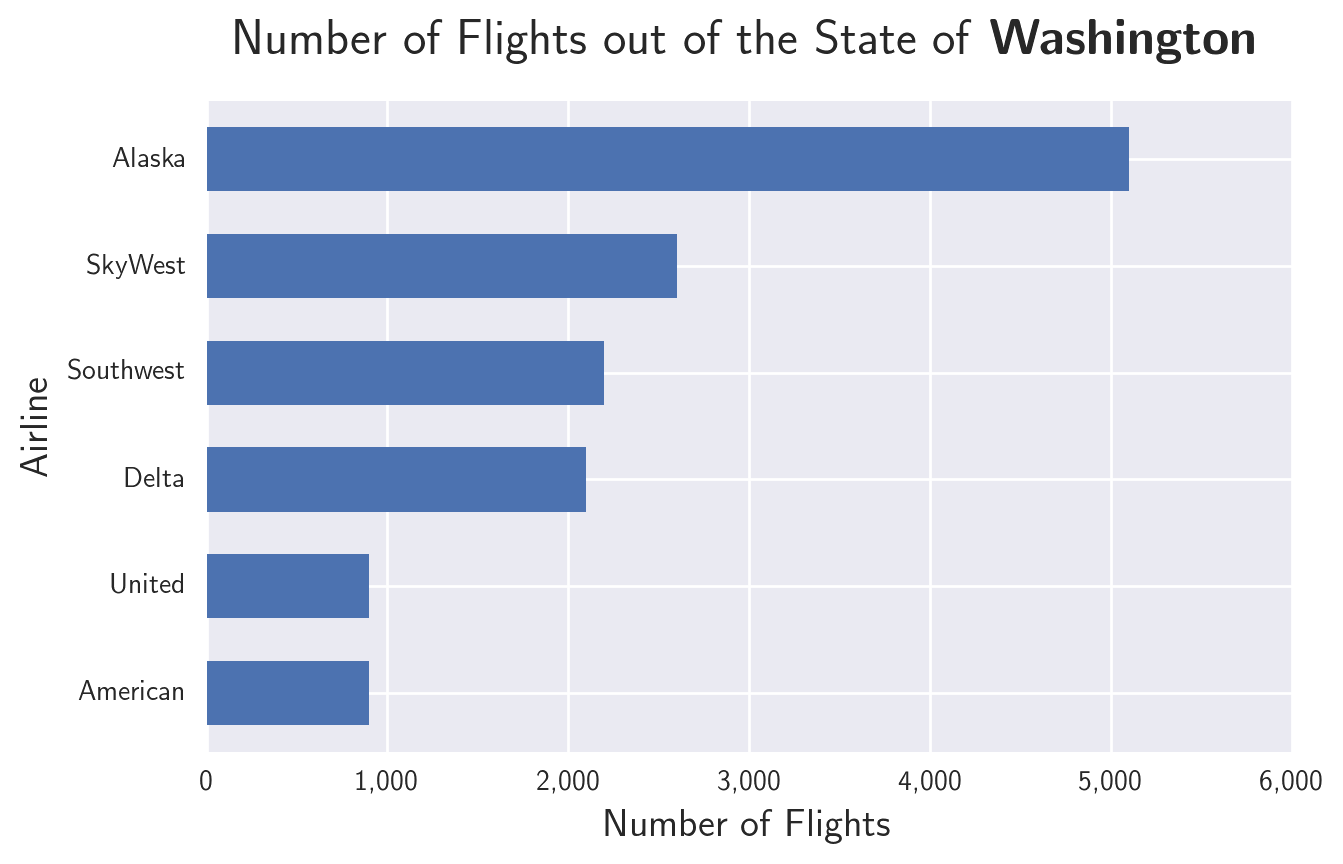 Number of Flights out of the State of Washington
Alaska
SkyWest
Southwest
Delta
United
American
Airline
0 1,000 2,000 3,000 4,000 5,000 6,000
Number of Flights